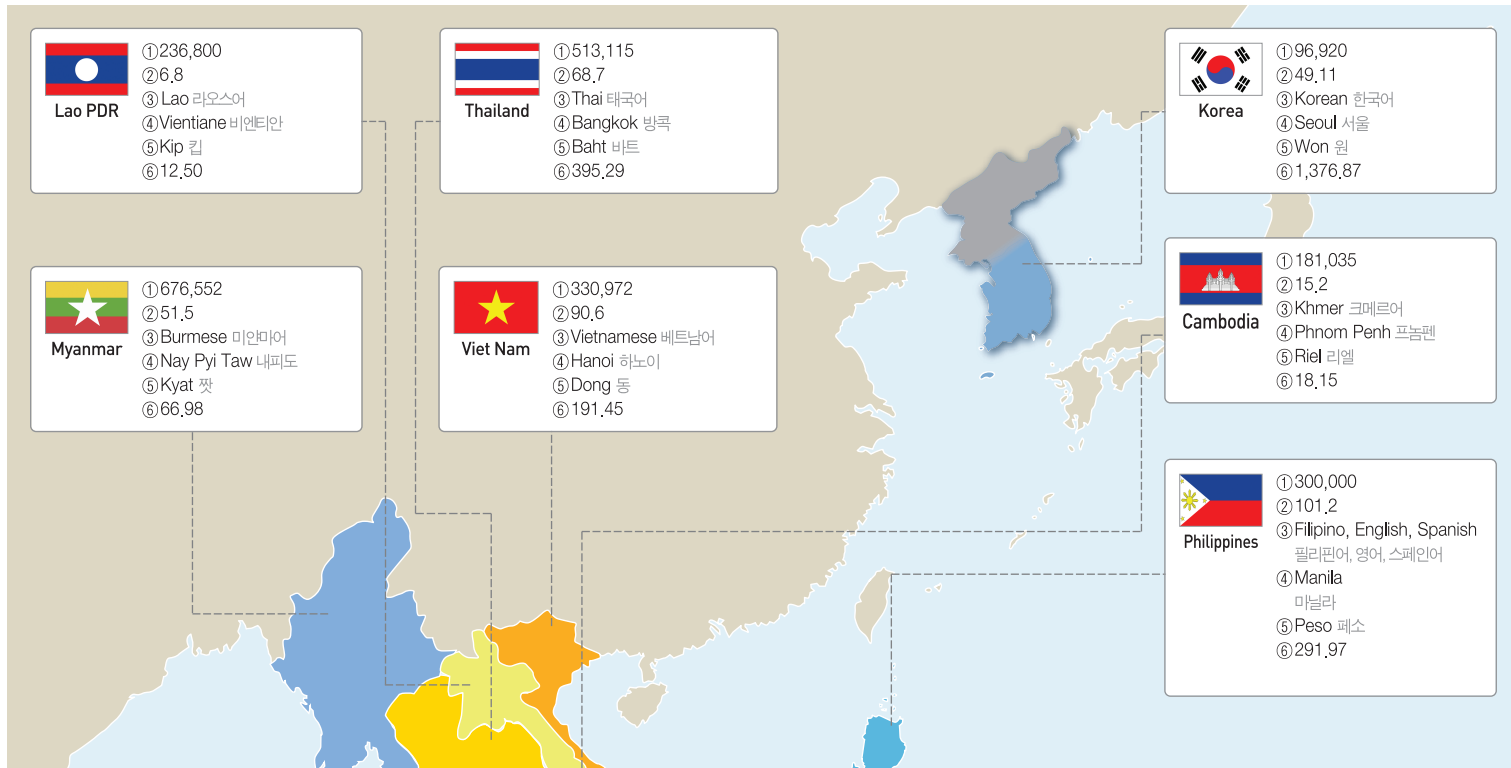 Lao PDR
①236,800
②6.8
③Lao 라오스어
④Vientiane 비엔티안
⑤Kip 킵
⑥12.50
Thailand
①513,115
②68.7
③Thai 태국어
④Bangkok 방콕
⑤Baht 바트
⑥395.29
Korea
①96,920
②49.11
③Korean 한국어
④Seoul 서울
⑤Won 원
⑥1,376.87
Myanmar
①676,552
②51.5
③Burmese 미얀마어
④Nay Pyi Taw 내피도
⑤Kyat 짯
⑥66.98
Viet Nam
①330,972
②90.6
③Vietnamese 베트남어
④Hanoi 하노이
⑤Dong 동
⑥191.45
Cambodia
①181,035
②15.2
③Khmer 크메르어
④Phnom Penh 프놈펜
⑤Riel 리엘
⑥18.15
Philippines
①300,000
②101.2
③Filipino, English, Spanish
필리핀어, 영어, 스페인어
④Manila
마닐라
⑤Peso 페소
⑥291.97